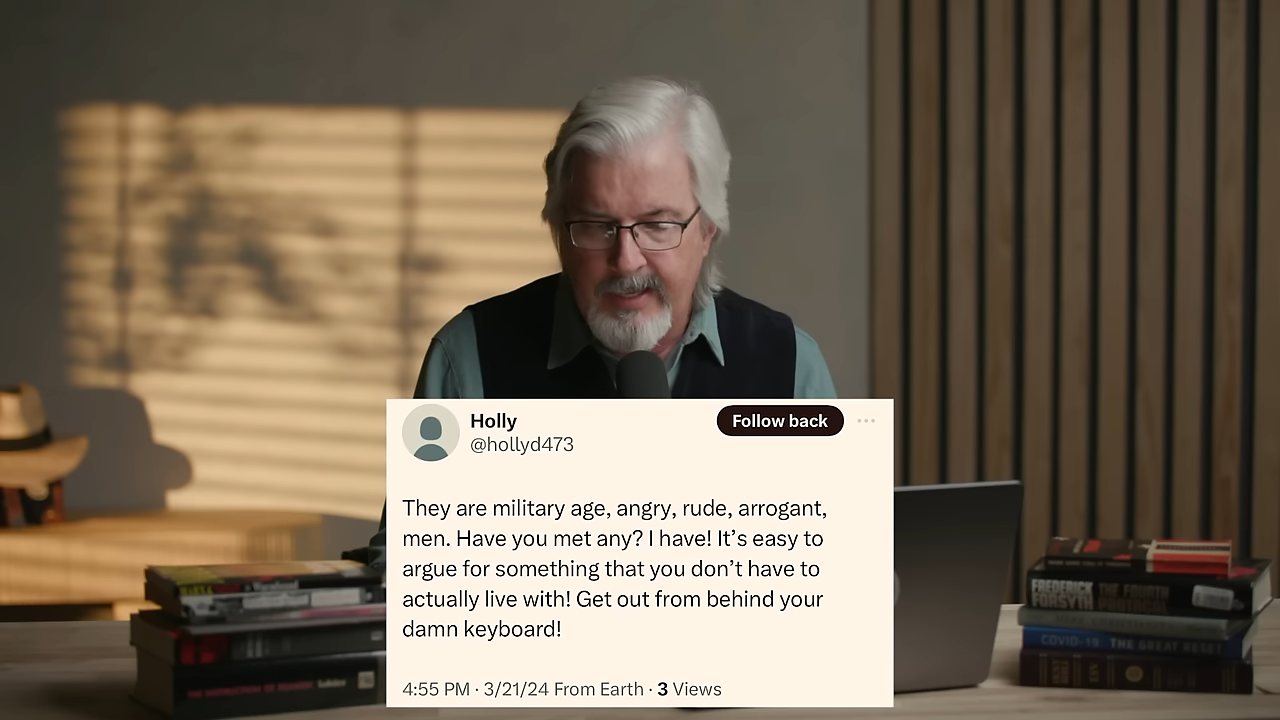 Holly
@hollyd473
Follow back
They are military age, angry, rude, arrogant,
men. Have you met any? I have! It’s easy to
argue for something that you don’t have to
actually live with! Get out from behind your
damn keyboard!
4:55 PM · 3/21/24 From Earth · 3 Views
FREDERICK
FORSYTH THE FOURTH
PROTOCOL
COVID-19: THE GREAT RESET
ESV